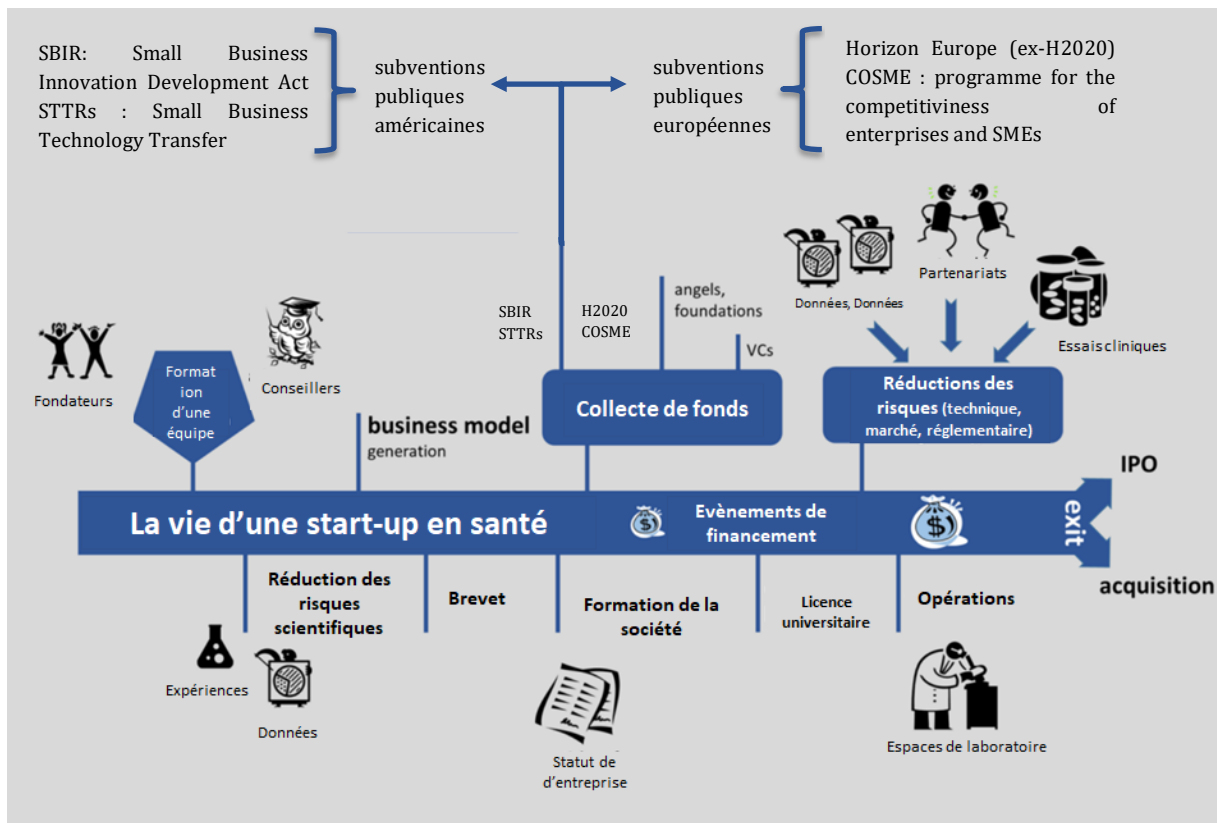 SBIR: Small Business
Innovation Development Act
STTRs : Small Business
Technology Transfer
subventions
publiques
américaines
subventions
publiques
européennes
Horizon Europe (ex-H2020)
COSME : programme for the
competitiviness of
enterprises and SMEs
Fondateurs
Format
ion
d'une
équipe
Conseillers
business model
generation
SBIR
STTRs
H2020
COSME
angels,
foundations
VCs
Collecte de fonds
Données, Données
Partenariats
Essais cliniques
Réductions des
risques (technique,
marché, réglementaire)
La vie d'une start-up en santé
$
Evènements de
financement
$
exit
IPO
acquisition
Réduction des
risques
scientifiques
Brevet
Formation de la
société
Licence
universitaire
Opérations
Expériences
Données
Statut de
d'entreprise
Espaces de laboratoire